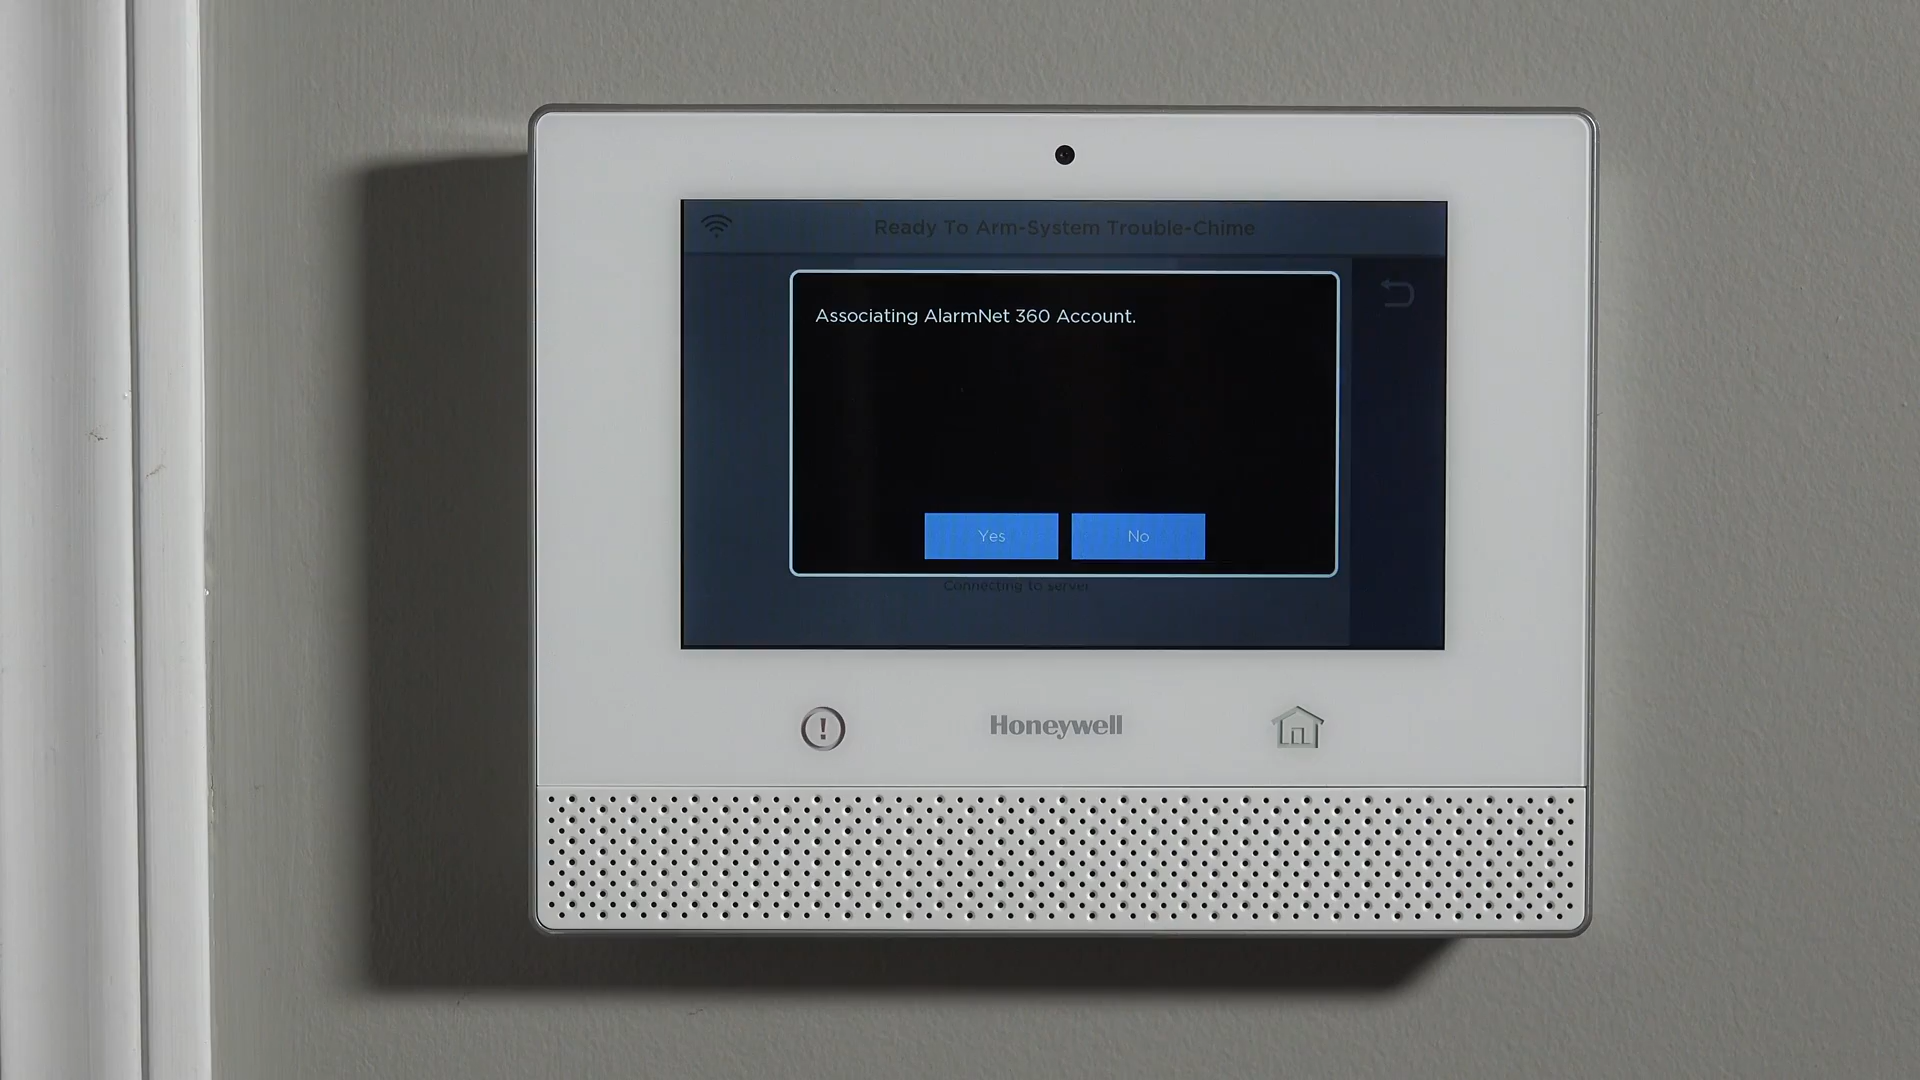 Ready To Arm-System Trouble-Chime
Associating AlarmNet 360 Account.
Yes No
Connecting to server
Honeywell